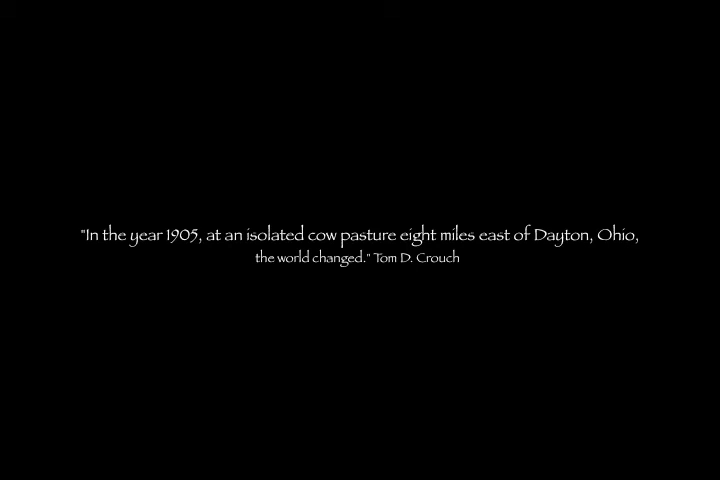 "In the year 1905, at an isolated cow pasture eight miles east of Dayton, Ohio,
the world changed." Tom D. Crouch